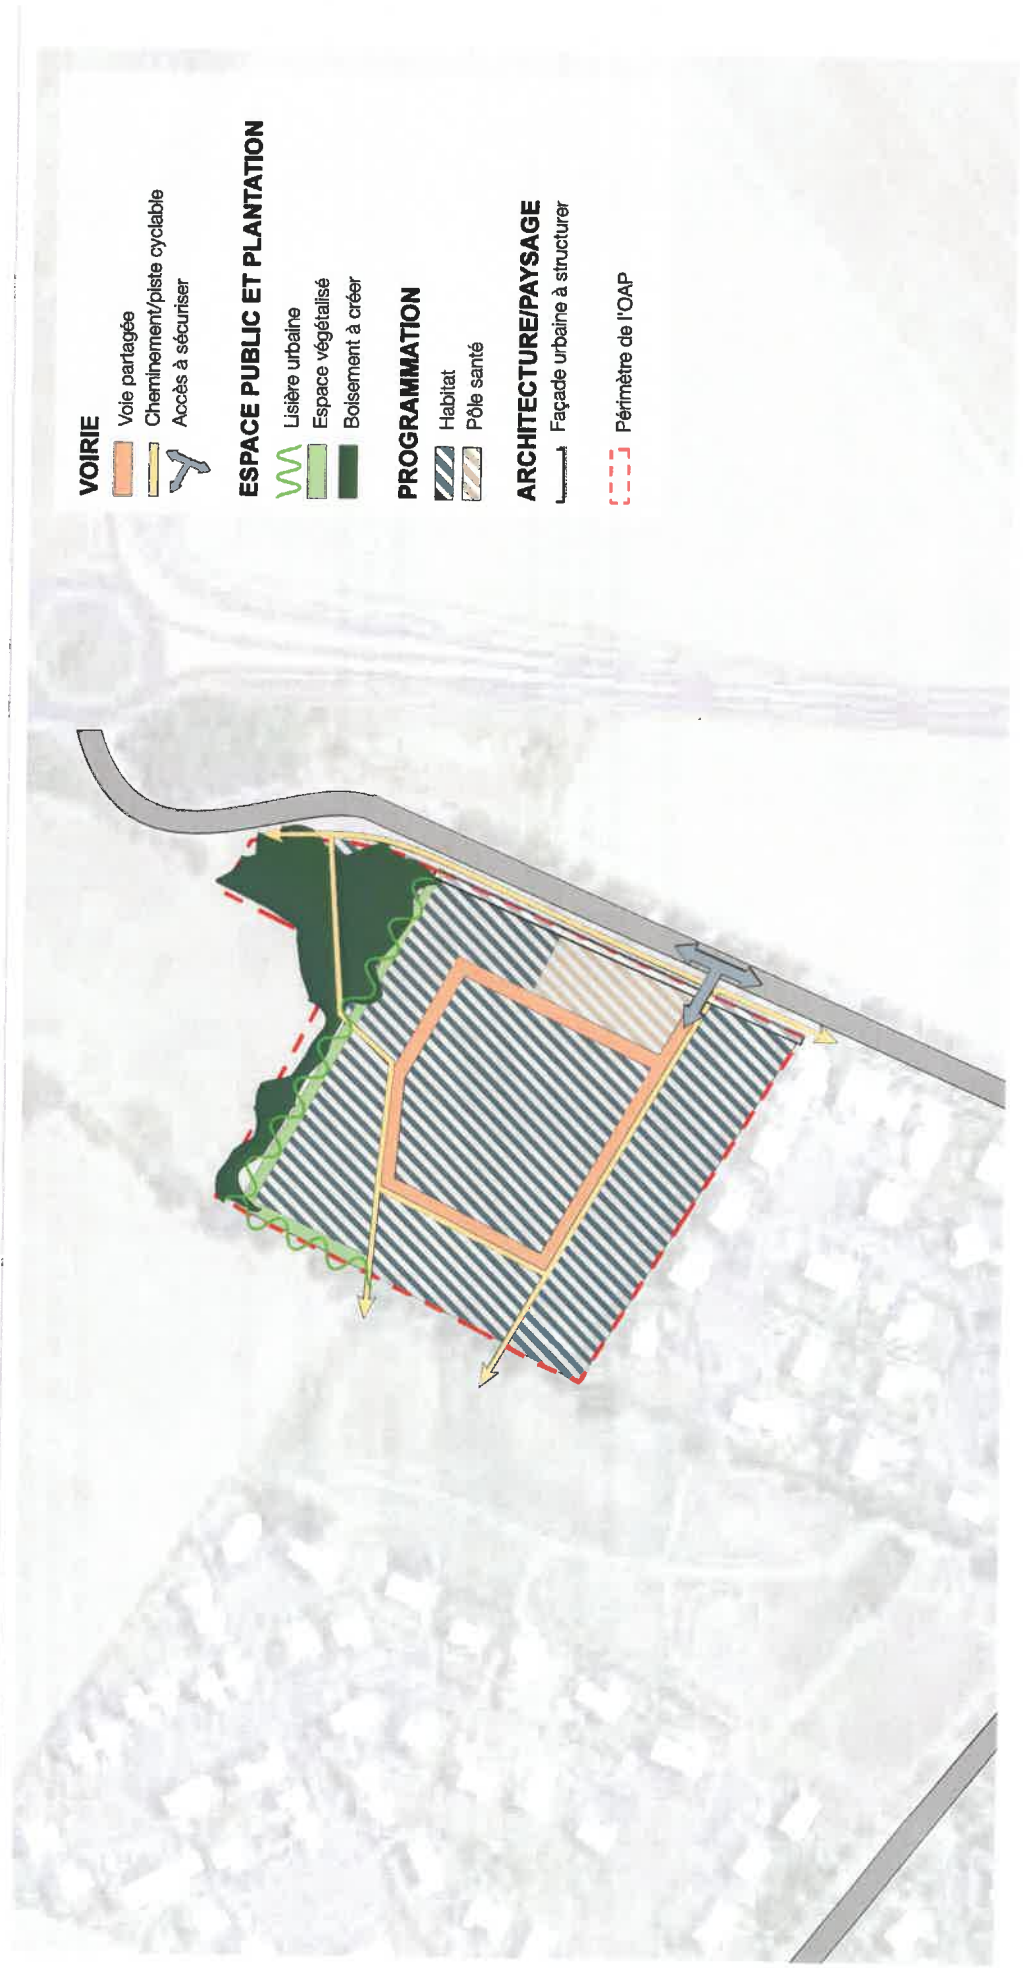 VOIRIE
Voie partagée
Cheminement/piste cyclable
Accès à sécuriser
ESPACE PUBLIC ET PLANTATION
Lisière urbaine
Espace végétalisé
Boisement à créer
PROGRAMMATION
Habitat
Pôle santé
ARCHITECTURE/PAYSAGE
Façade urbaine à structurer
Périmètre de l'OAP